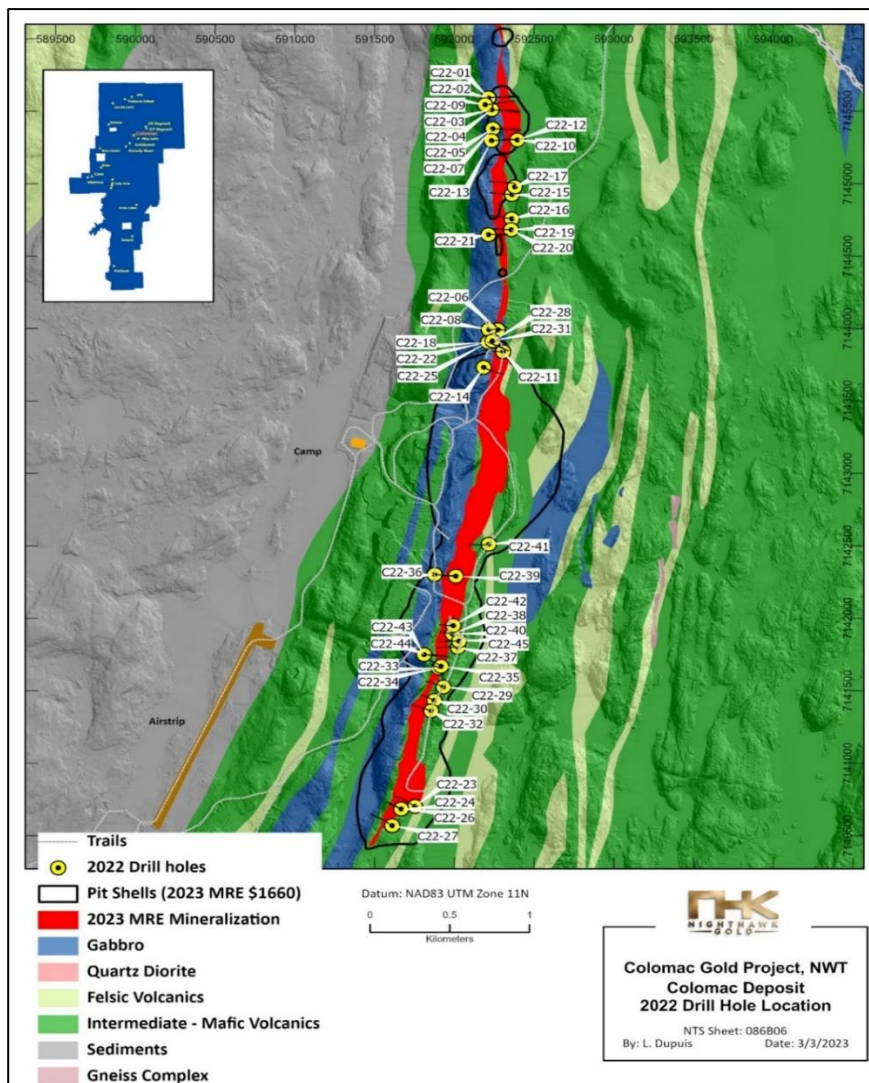 589500
590000
590500
591000
591500
592000
592500
593000
593500
594000
C22-01
C22-02
C22-09
C22-03
C22-04
C22-05
C22-07
C22-13
C22-12
C22-10
C22-17
C22-15
C22-16
C22-19
C22-20
C22-21
C22-06
C22-08
C22-18
C22-22
C22-25
C22-14
C22-28
C22-31
C22-11
C22-41
C22-36
C22-39
C22-42
C22-38
C22-40
C22-45
C22-37
C22-43
C22-44
C22-33
C22-34
C22-35
C22-29
C22-30
C22-32
C22-23
C22-24
C22-26
C22-27
7145500
7145000
7144500
7144000
7143500
7143000
7142500
7142000
7141500
7141000
7140500
Camp
Airstrip
Trails
2022 Drill holes
Pit Shells (2023 MRE $1660)
2023 MRE Mineralization
Gabbro
Quartz Diorite
Felsic Volcanics
Intermediate - Mafic Volcanics
Sediments
Gneiss Complex
Datum: NAD83 UTM Zone 11N
0 0.5 1
Kilometers
NIGHTHAWK
GOLD
Colomac Gold Project, NWT
Colomac Deposit
2022 Drill Hole Location
NTS Sheet: 086B06
By: L. Dupuis Date: 3/3/2023